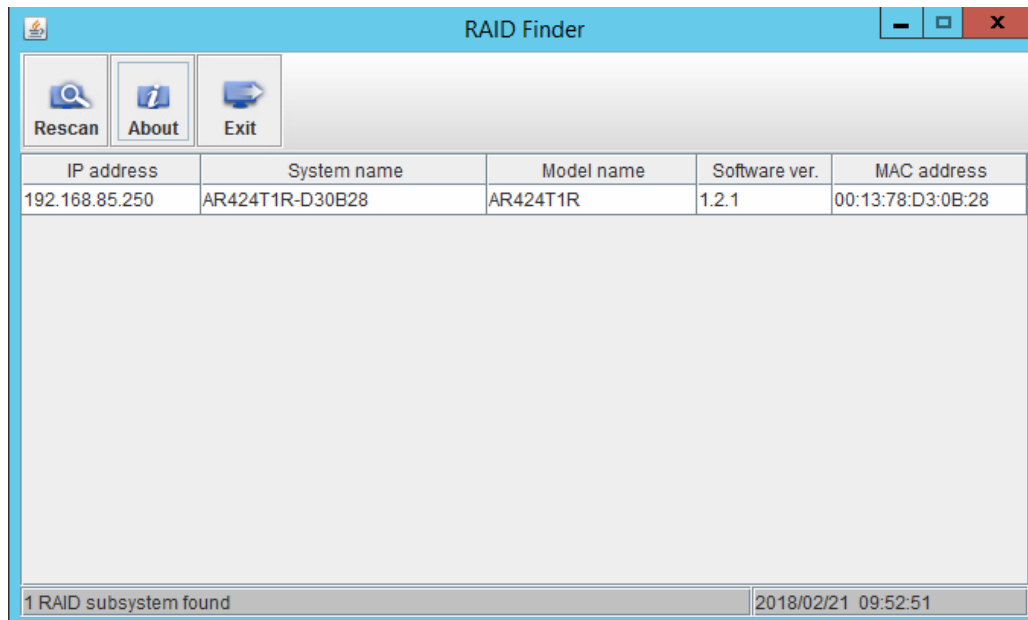 RAID Finder
Rescan About Exit
IP address System name Model name Software ver. MAC address
192.168.85.250 AR424T1R-D30B28 AR424T1R 1.2.1 00:13:78:D3:0B:28
1 RAID subsystem found 2018/02/21 09:52:51